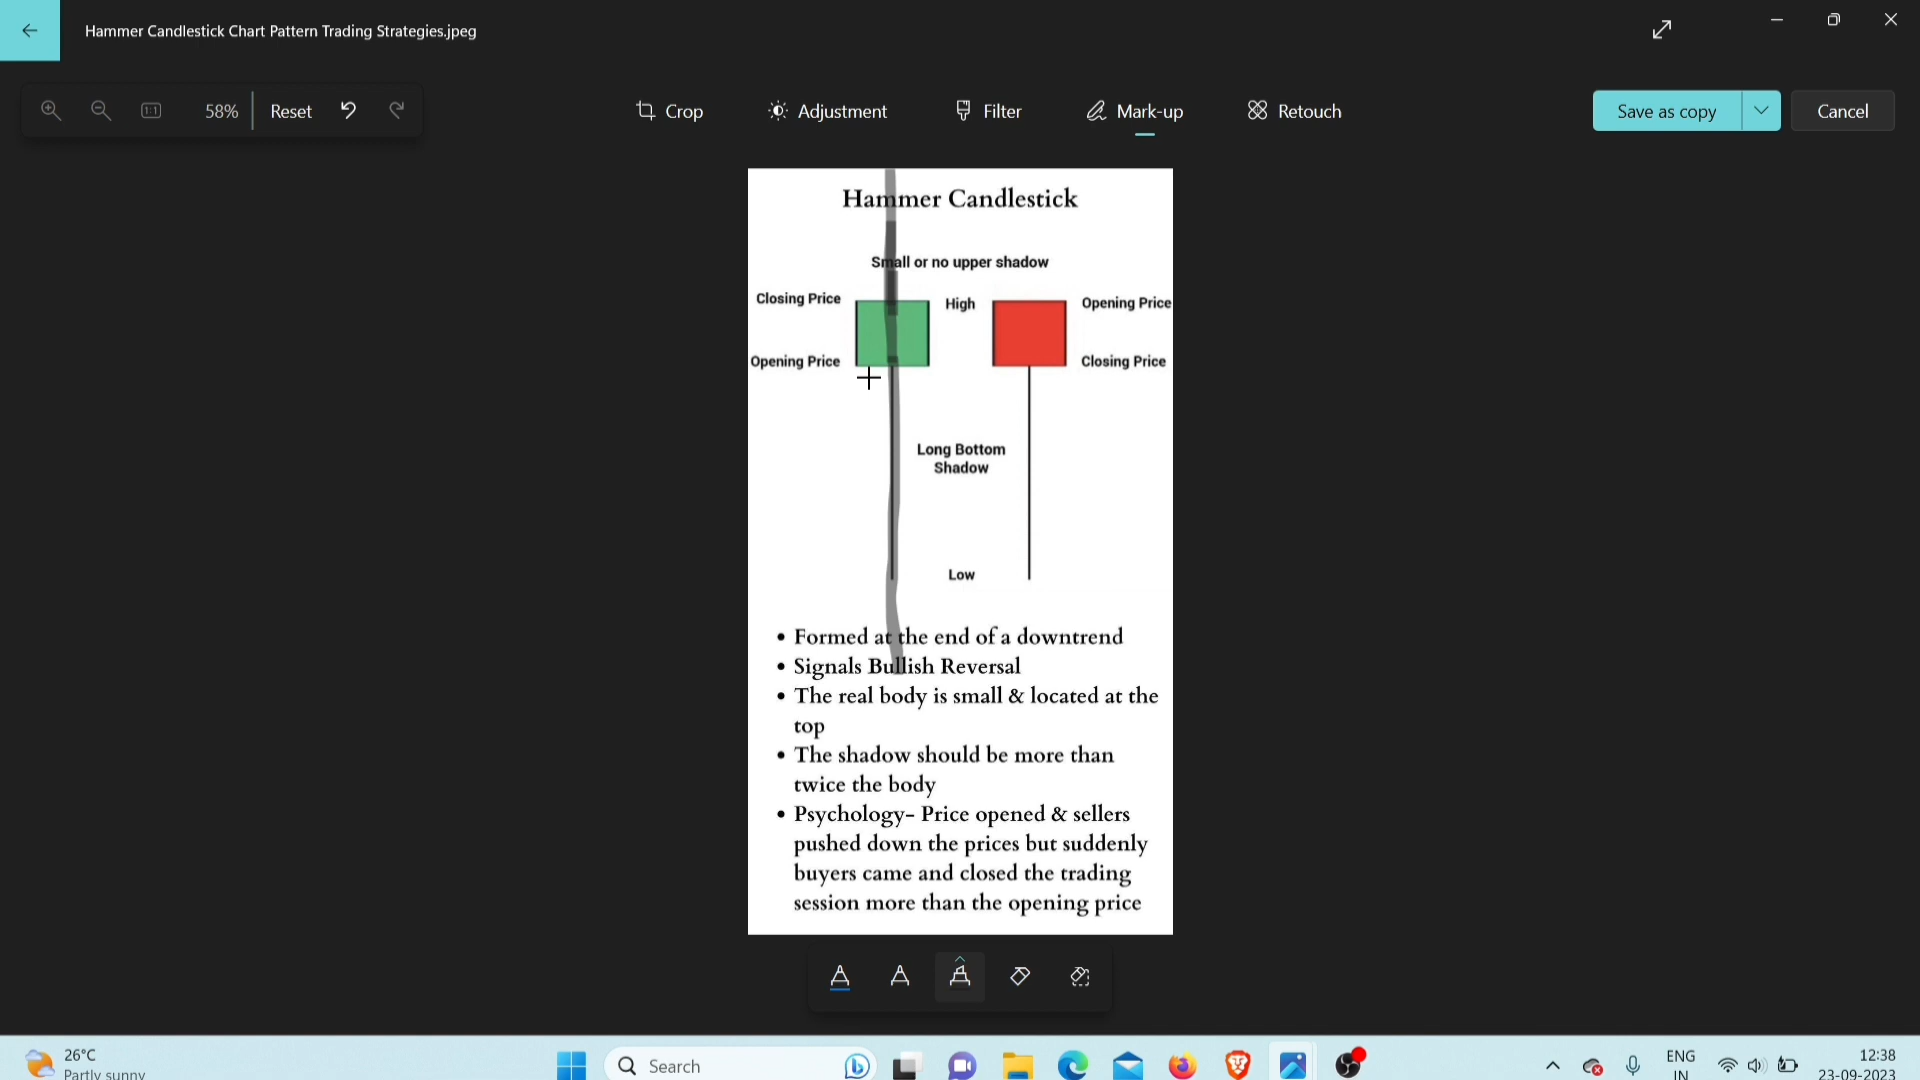 Hammer Candlestick Chart Pattern Trading Strategies.jpeg
1:1
58%
Reset
Crop
Adjustment
Filter
Mark-up
Retouch
Save as copy
Cancel
Hammer Candlestick
Small or no upper shadow
Closing Price
High
Opening Price
Opening Price
Closing Price
Long Bottom
Shadow
Low
• Formed at the end of a downtrend
• Signals Bullish Reversal
• The real body is small & located at the
top
• The shadow should be more than
twice the body
• Psychology- Price opened & sellers
pushed down the prices but suddenly
buyers came and closed the trading
session more than the opening price
26°C
Partly sunny
Search
ENG
IN
12:38
23-09-2023